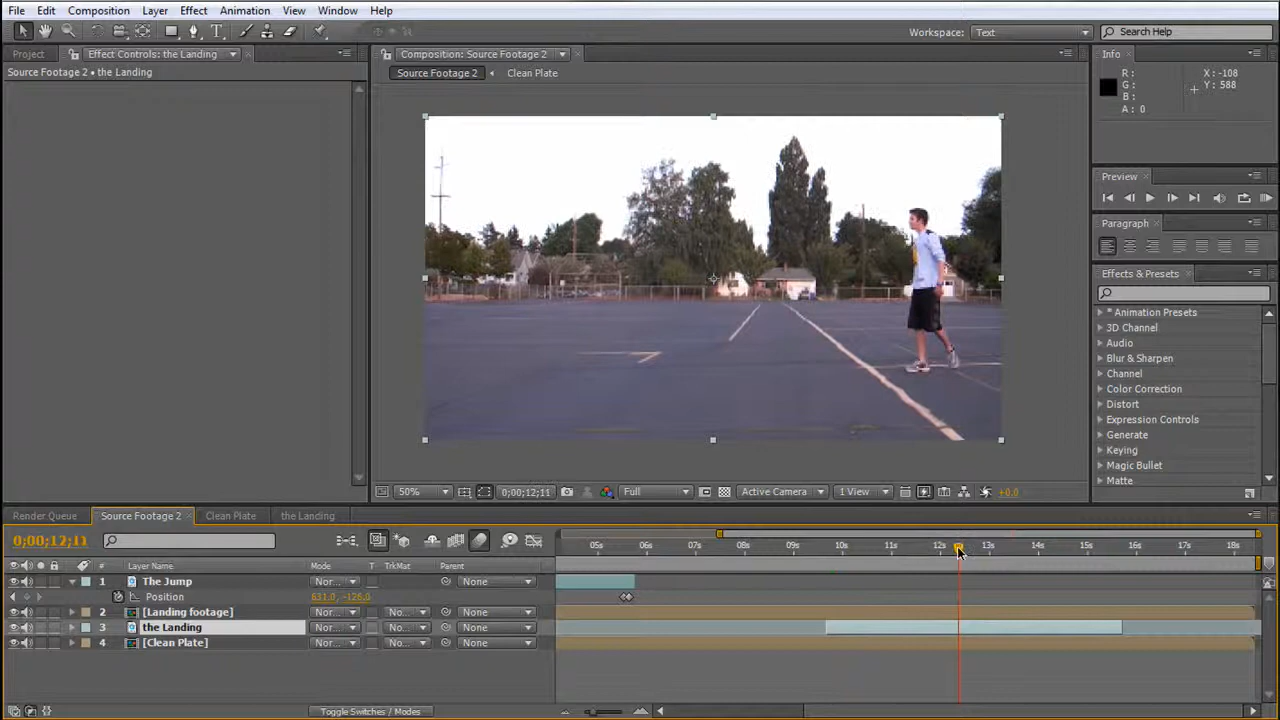 File Edit Composition Layer Effect Animation View Window Help
Workspace: Text Search Help
Project Effect Controls: the Landing Composition: Source Footage 2 Info
Source Footage 2 • the Landing Source Footage 2 Clean Plate
R: X: -108
G: Y: 588
B:
A: 0
Preview
Paragraph
Effects & Presets
* Animation Presets
3D Channel
Audio
Blur & Sharpen
Channel
Color Correction
Distort
Expression Controls
Generate
Keying
Magic Bullet
Matte
50% 0;00;12;11 Full Active Camera 1 View +0.0
Render Queue Source Footage 2 Clean Plate the Landing
0;00;12;11 05s 06s 07s 08s 09s 10s 11s 12s 13s 14s 15s 16s 17s 18s
# Layer Name Mode T TrkMat Parent
1 The Jump Nor... None
Position 631.0, -126.0
2 [Landing footage] Nor... No... None
3 the Landing Nor... No... None
4 [Clean Plate] Nor... No... None
Toggle Switches / Modes